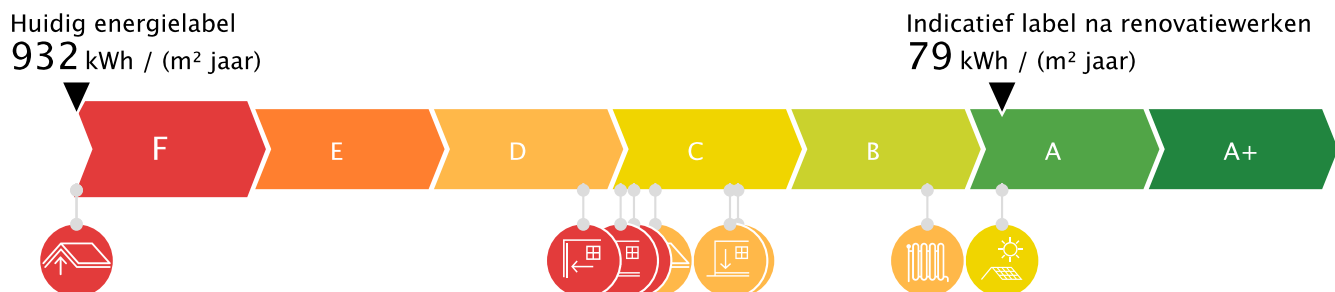 Huidig energielabel
932 kWh / (m² jaar)
Indicatief label na renovatiewerken
79 kWh / (m² jaar)
F E D C B A A+